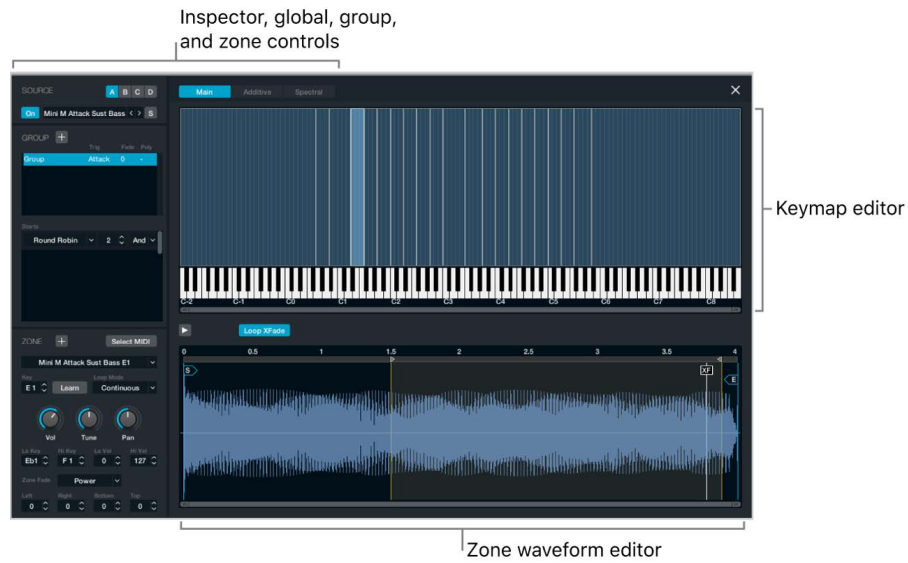 Inspector, global, group,
and zone controls
SOURCE A B C D
On Mini M Attack Sust Bass < > S
GROUP +
Trig Fade Poly
Group Attack 0 -
Starts
Round Robin 2 And
ZONE + Select MIDI
Mini M Attack Sust Bass E1
Key Loop Mode
E 1 Learn Continuous
Vol Tune Pan
Lo Key Hi Key Lo Vel Hi Vel
Eb1 F 1 0 127
Zone Fade Power
Left Right Bottom Top
0 0 0 0
Main Additive Spectral
C-2 C-1 C0 C1 C2 C3 C4 C5 C6 C7 C8
Keymap editor
Loop XFade
0 0.5 1 1.5 2 2.5 3 3.5 4
S XF E
Zone waveform editor